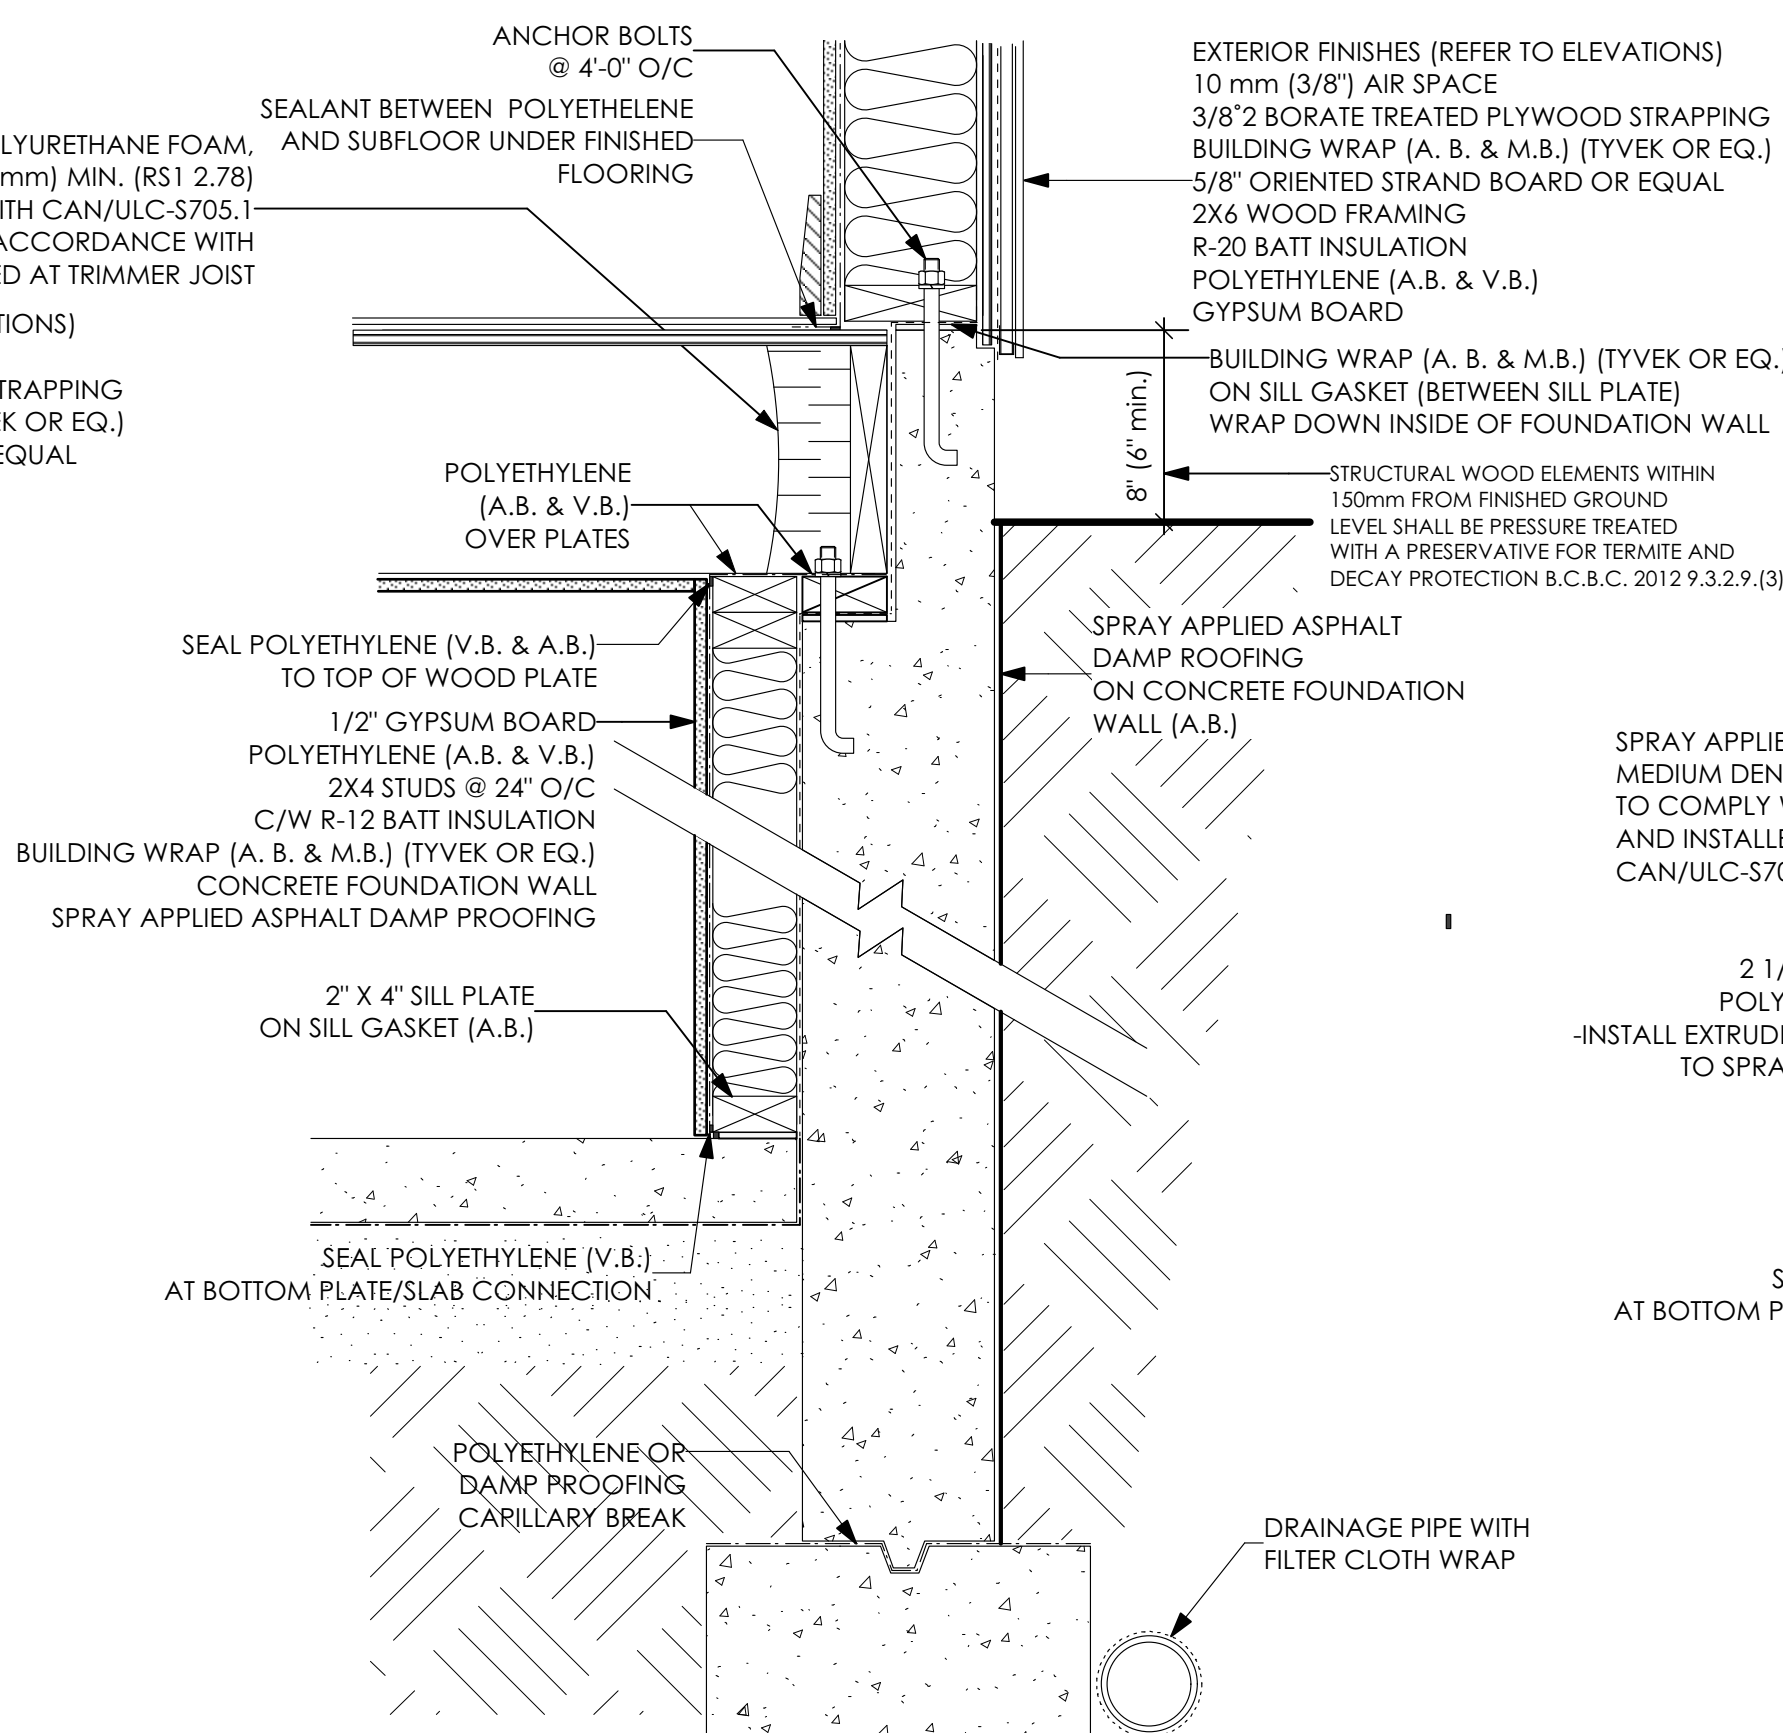 ANCHOR BOLTS
@ 4'-0" O/C
SEALANT BETWEEN POLYETHELENE
AND SUBFLOOR UNDER FINISHED
FLOORING
LYURETHANE FOAM,
mm) MIN. (RS1 2.78)
ITH CAN/ULC-S705.1
ACCORDANCE WITH
ED AT TRIMMER JOIST
TIONS)
TRAPPING
EK OR EQ.)
EQUAL
EXTERIOR FINISHES (REFER TO ELEVATIONS)
10 mm (3/8") AIR SPACE
3/8˚2 BORATE TREATED PLYWOOD STRAPPING
BUILDING WRAP (A. B. & M.B.) (TYVEK OR EQ.)
5/8" ORIENTED STRAND BOARD OR EQUAL
2X6 WOOD FRAMING
R-20 BATT INSULATION
POLYETHYLENE (A.B. & V.B.)
GYPSUM BOARD
BUILDING WRAP (A. B. & M.B.) (TYVEK OR EQ.)
ON SILL GASKET (BETWEEN SILL PLATE)
WRAP DOWN INSIDE OF FOUNDATION WALL
8" (6" min.)
STRUCTURAL WOOD ELEMENTS WITHIN
150mm FROM FINISHED GROUND
LEVEL SHALL BE PRESSURE TREATED
WITH A PRESERVATIVE FOR TERMITE AND
DECAY PROTECTION B.C.B.C. 2012 9.3.2.9.(3)
POLYETHYLENE
(A.B. & V.B.)
OVER PLATES
SEAL POLYETHYLENE (V.B. & A.B.)
TO TOP OF WOOD PLATE
1/2" GYPSUM BOARD
POLYETHYLENE (A.B. & V.B.)
2X4 STUDS @ 24" O/C
C/W R-12 BATT INSULATION
BUILDING WRAP (A. B. & M.B.) (TYVEK OR EQ.)
CONCRETE FOUNDATION WALL
SPRAY APPLIED ASPHALT DAMP PROOFING
SPRAY APPLIED ASPHALT
DAMP ROOFING
ON CONCRETE FOUNDATION
WALL (A.B.)
2" X 4" SILL PLATE
ON SILL GASKET (A.B.)
SEAL POLYETHYLENE (V.B.)
AT BOTTOM PLATE/SLAB CONNECTION
POLYETHYLENE OR
DAMP PROOFING
CAPILLARY BREAK
DRAINAGE PIPE WITH
FILTER CLOTH WRAP
SPRAY APPLIE
MEDIUM DEN
TO COMPLY W
AND INSTALLE
CAN/ULC-S70
2 1/
POLY
-INSTALL EXTRUDI
TO SPRA
S
AT BOTTOM P